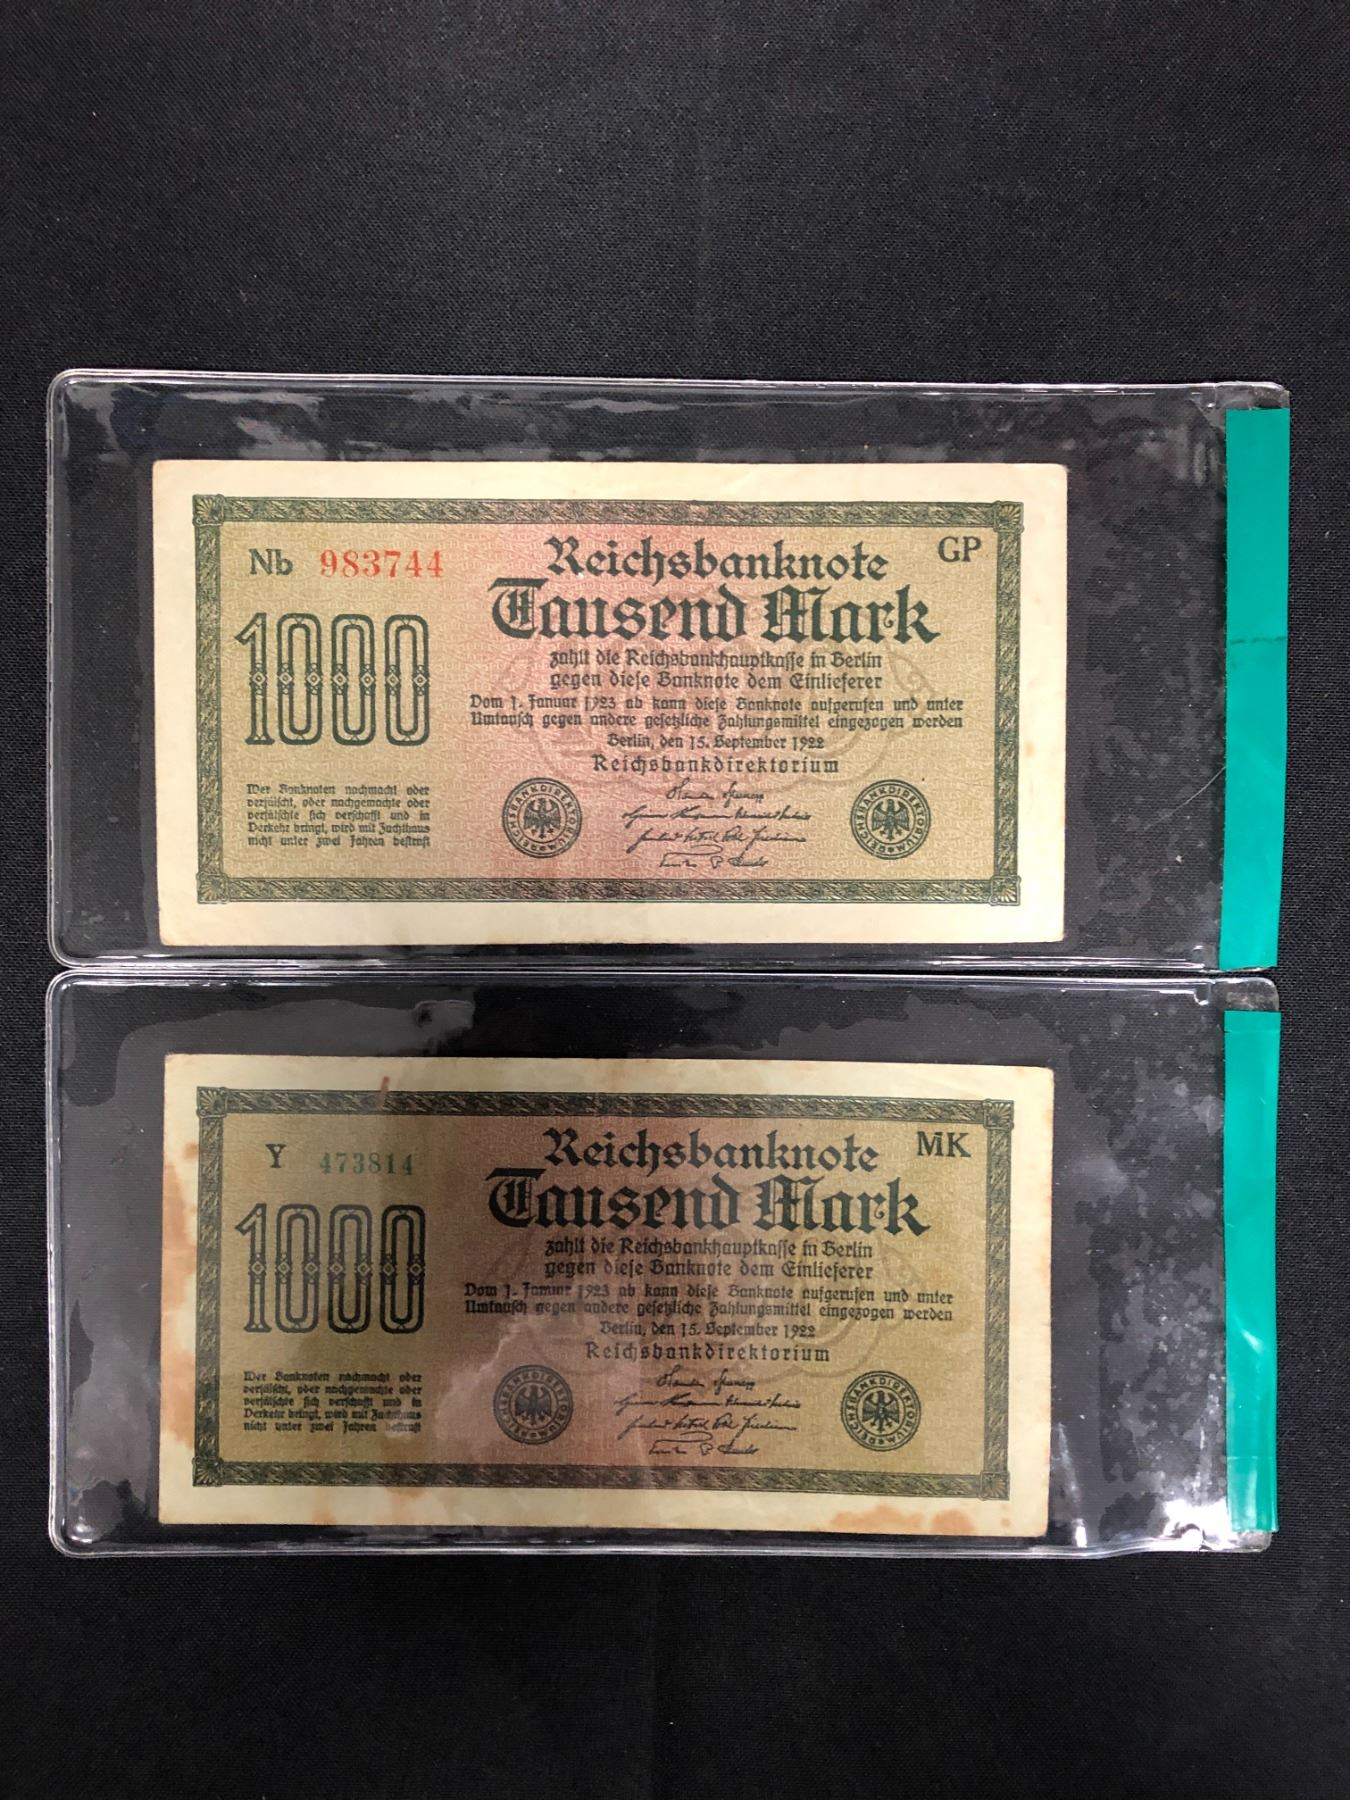 Nb 983744
GP
1000
Reichsbanknote
Tausend Mark
zahlt die Reichsbankhauptkasse in Berlin
gegen diese Banknote dem Einlieferer
Vom 1. Januar 1923 ab kann diese Banknote aufgerufen und unter
Umtausch gegen andere gesetzliche Zahlungsmittel eingezogen werden
Berlin, den 15. September 1922
Reichsbankdirektorium
Wer Banknoten nachmacht oder
verfälscht, oder nachgemachte oder
verfälschte sich verschafft und in
Verkehr bringt, wird mit Zuchthaus
nicht unter zwei Jahren bestraft
REICHSBANKDIREKTORIUM
REICHSBANKDIREKTORIUM
Y 473814
MK
1000
Reichsbanknote
Tausend Mark
zahlt die Reichsbankhauptkasse in Berlin
gegen diese Banknote dem Einlieferer
Vom 1. Januar 1923 ab kann diese Banknote aufgerufen und unter
Umtausch gegen andere gesetzliche Zahlungsmittel eingezogen werden
Berlin, den 15. September 1922
Reichsbankdirektorium
Wer Banknoten nachmacht oder
verfälscht, oder nachgemachte oder
verfälschte sich verschafft und in
Verkehr bringt, wird mit Zuchthaus
nicht unter zwei Jahren bestraft
REICHSBANKDIREKTORIUM
REICHSBANKDIREKTORIUM